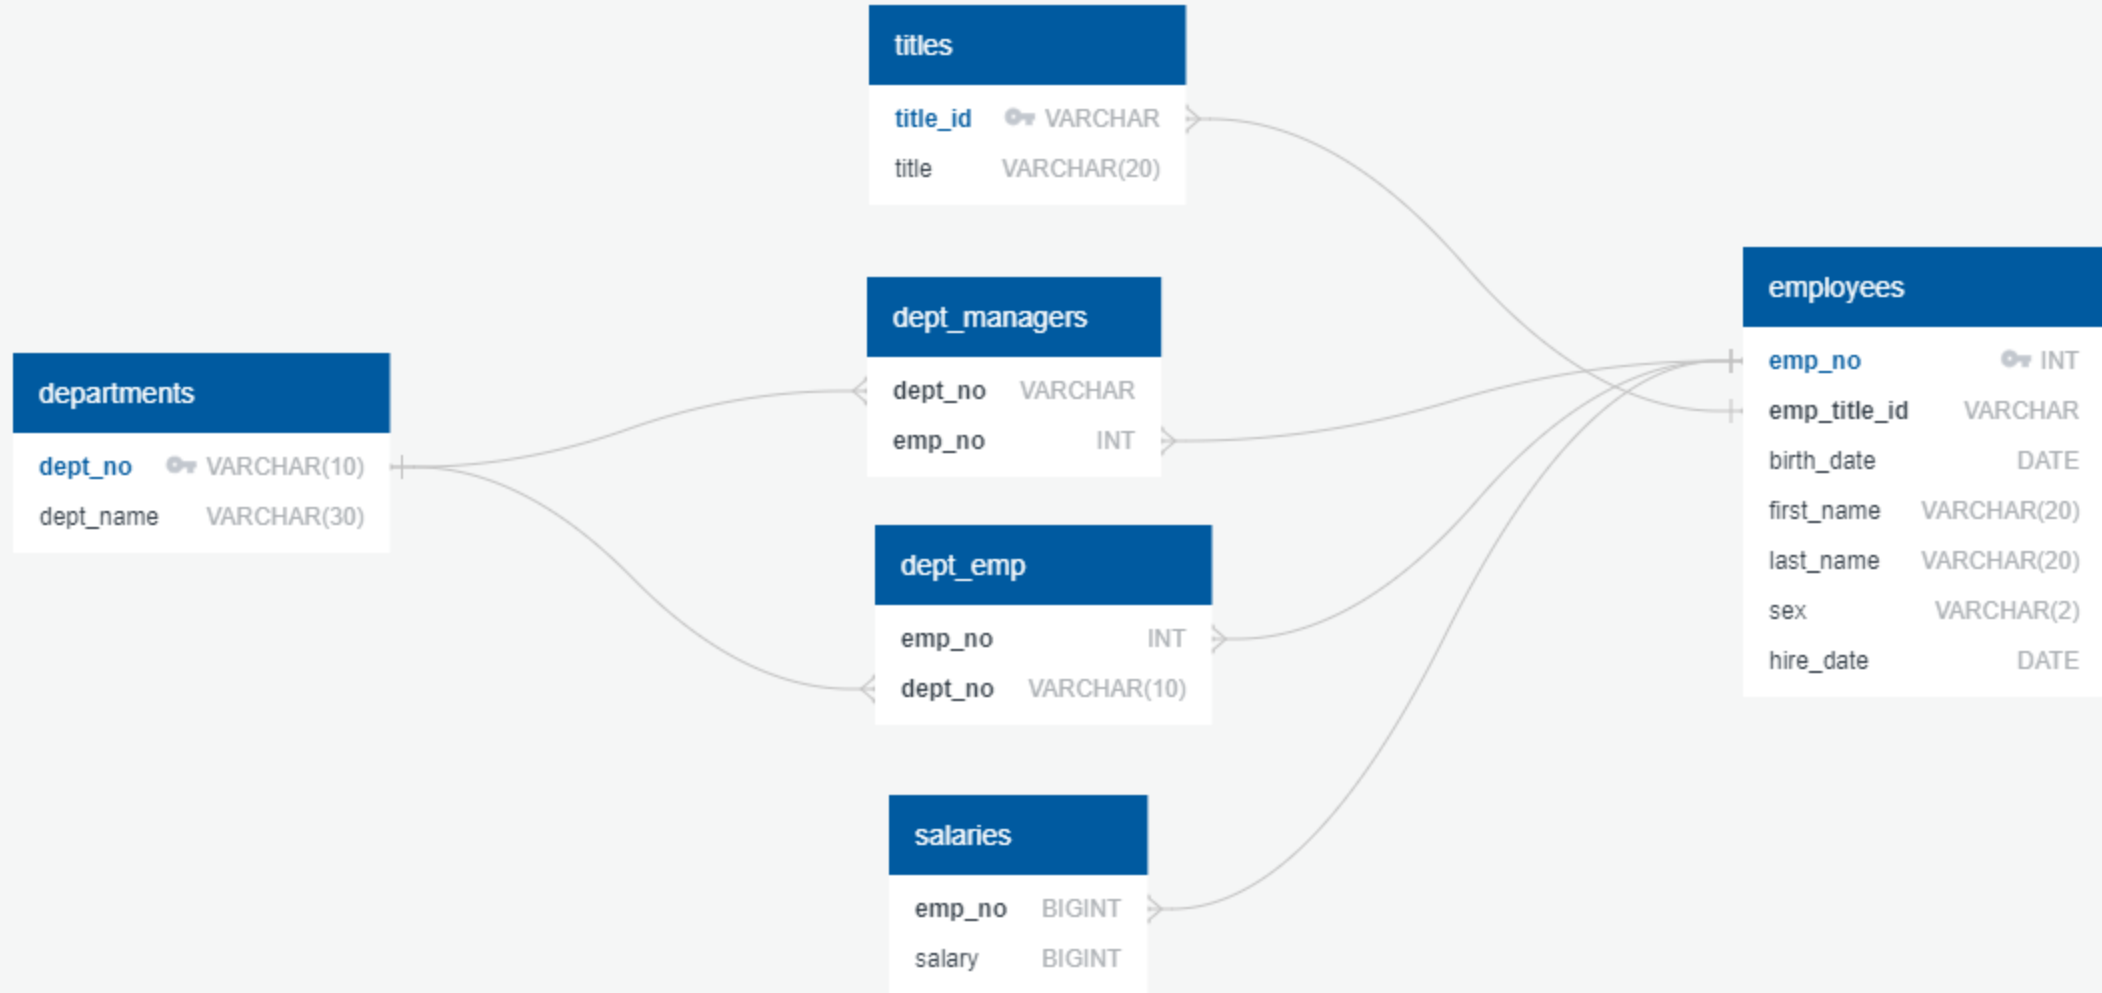 titles
title_id VARCHAR
title VARCHAR(20)
dept_managers
dept_no VARCHAR
emp_no INT
departments
dept_no VARCHAR(10)
dept_name VARCHAR(30)
dept_emp
emp_no INT
dept_no VARCHAR(10)
salaries
emp_no BIGINT
salary BIGINT
employees
emp_no INT
emp_title_id VARCHAR
birth_date DATE
first_name VARCHAR(20)
last_name VARCHAR(20)
sex VARCHAR(2)
hire_date DATE